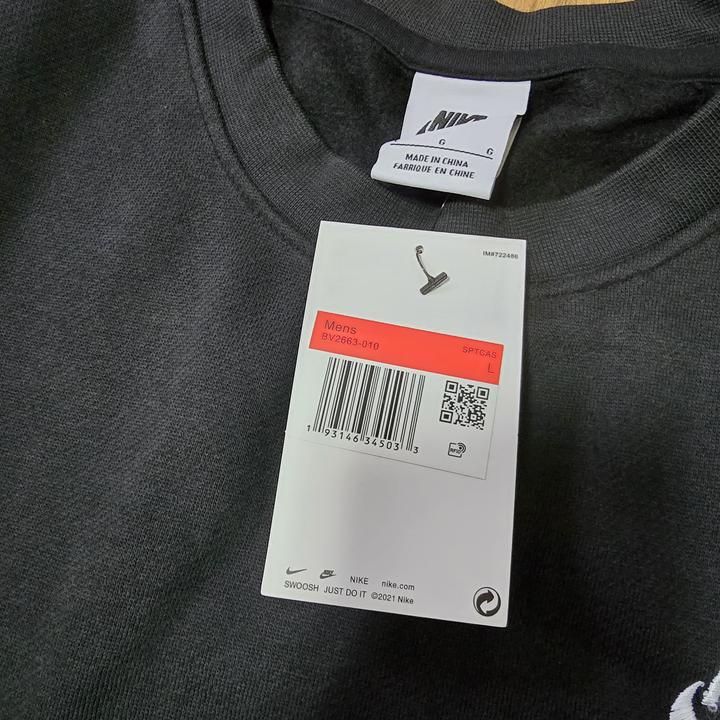 NIKE
G G
MADE IN CHINA
FABRIQUE EN CHINE
IM#722486
Mens
BV2663-010
SPTCAS
L
1 93146 34503 3
RFID
NIKE nike.com
SWOOSH JUST DO IT ©2021 Nike